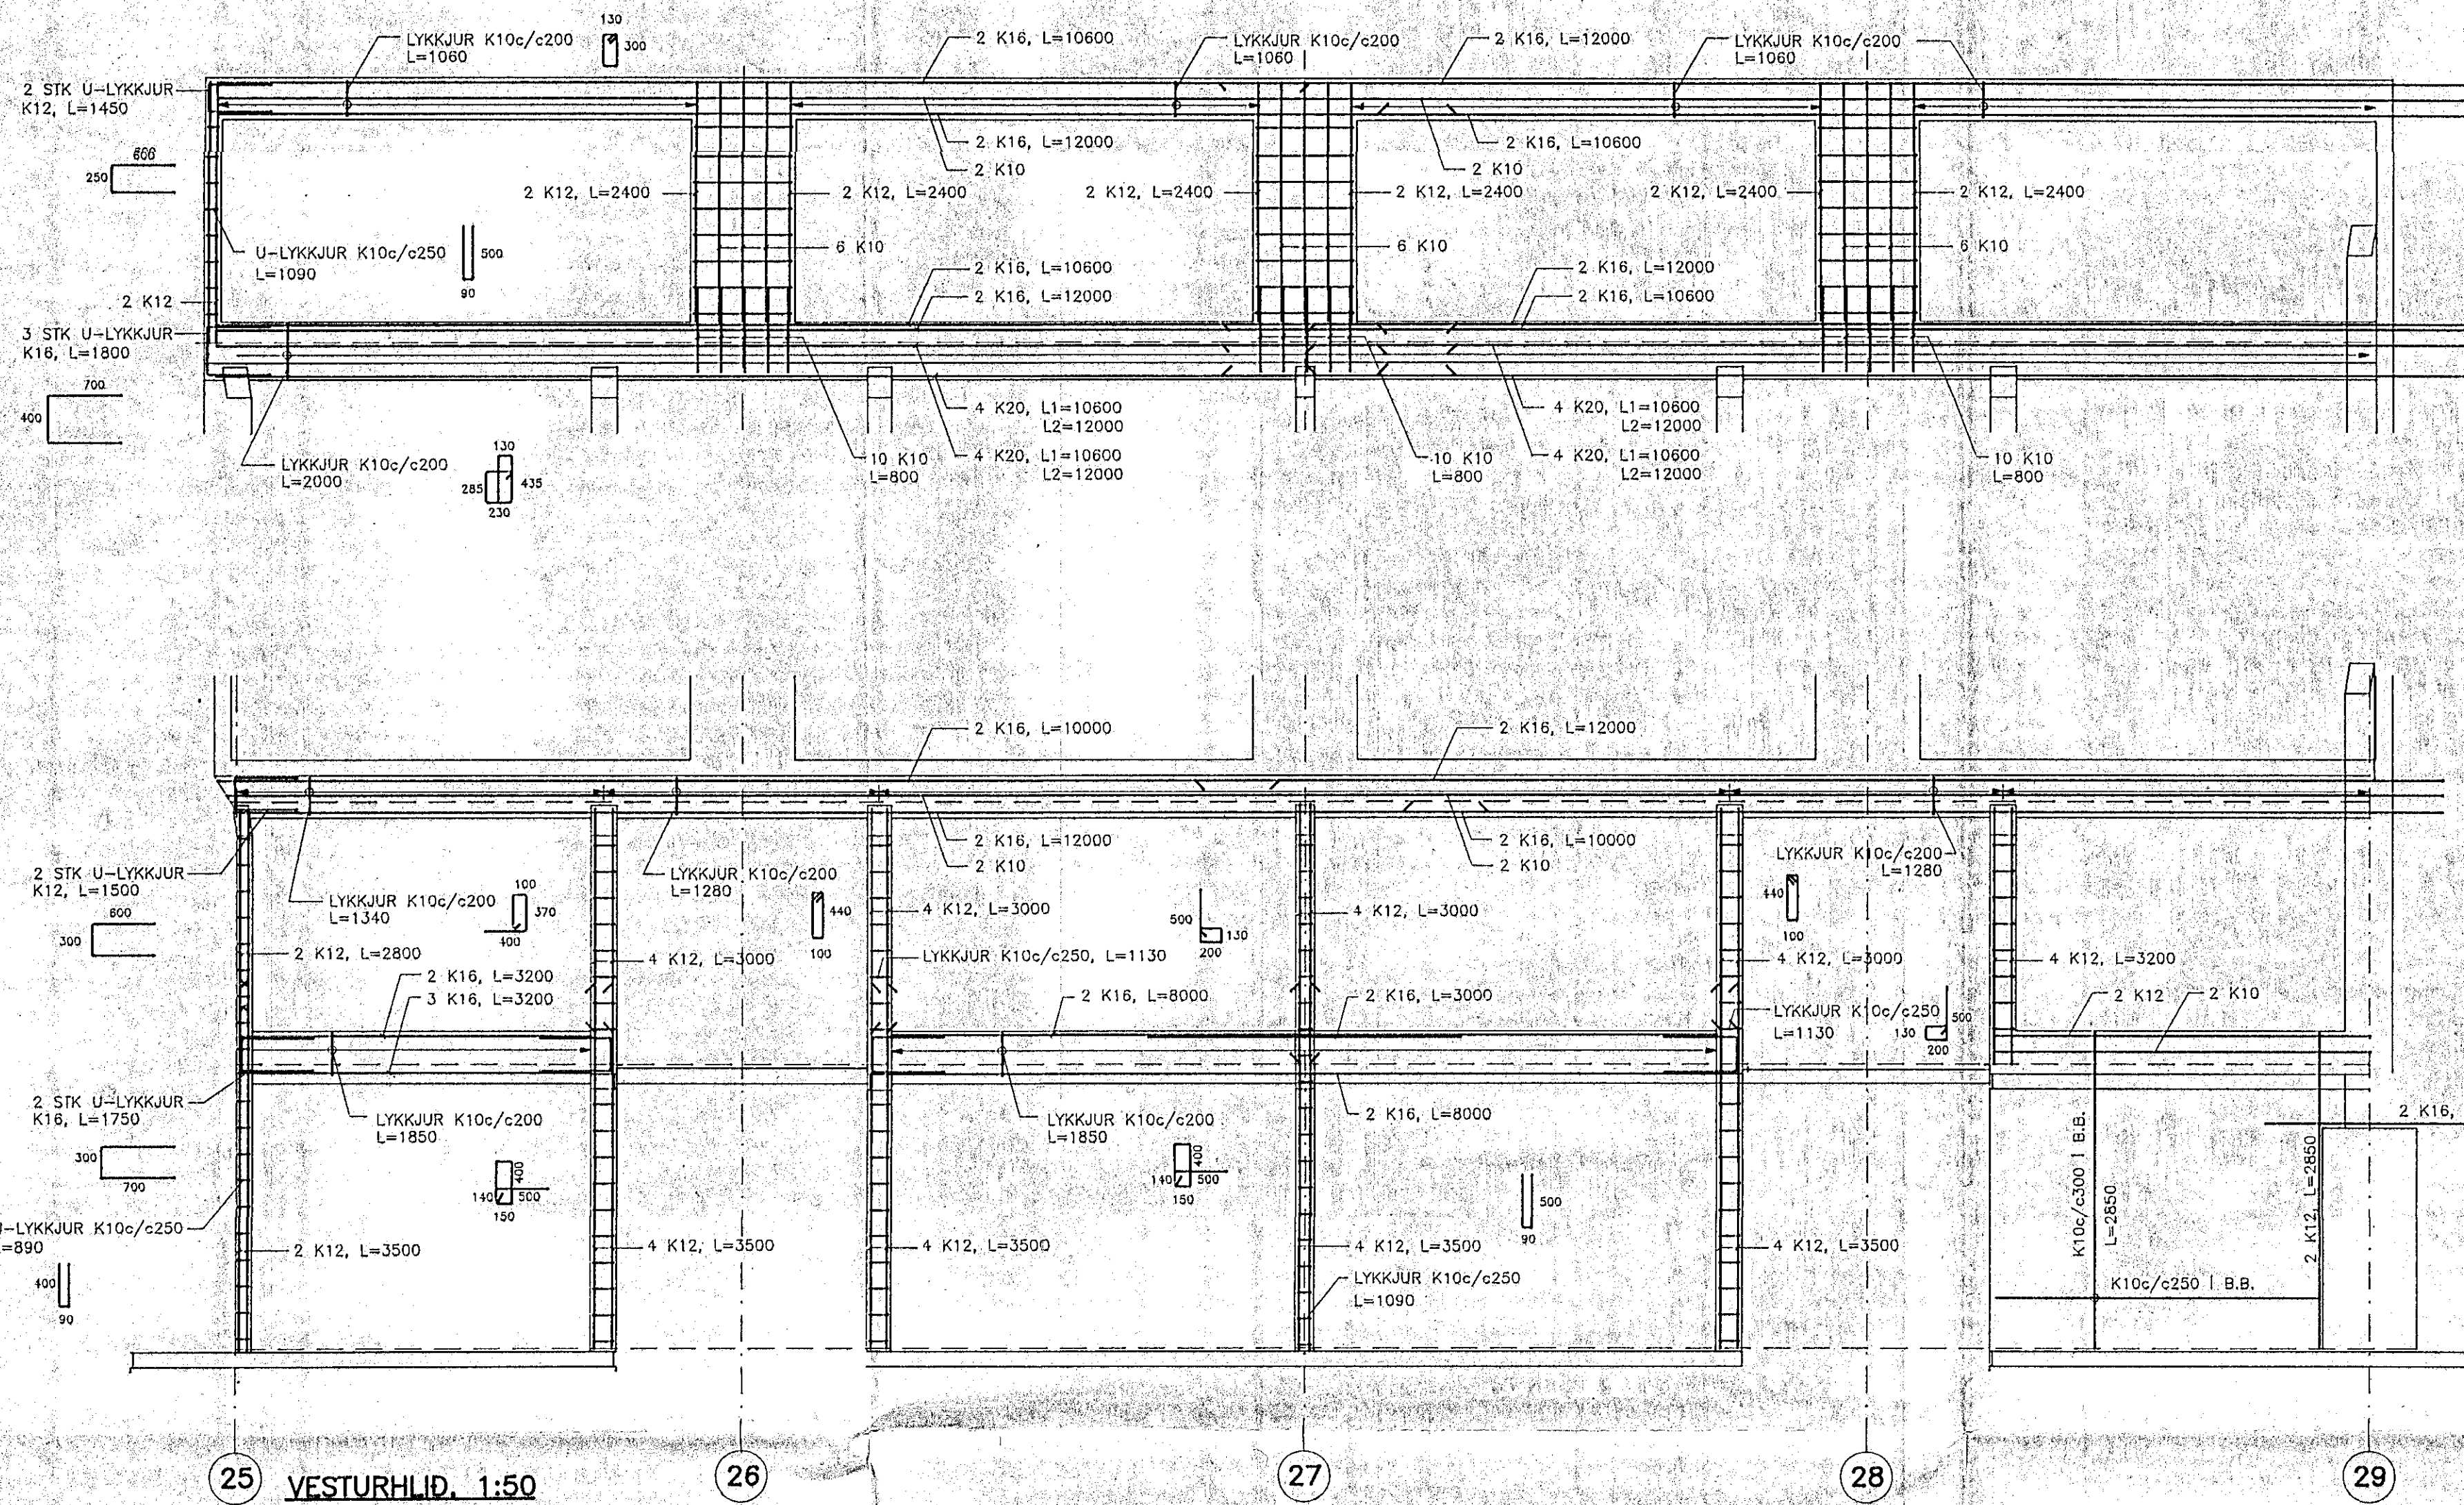 130
300
LYKKJUR K10c/c200
L=1060
2 K16, L=10600
LYKKJUR K10c/c200
L=1060
2 K16, L=12000
LYKKJUR K10c/c200
L=1060
2 STK U-LYKKJUR
K12, L=1450
666
250
2 K16, L=12000
2 K10
2 K16, L=10600
2 K10
2 K12, L=2400
2 K12, L=2400
2 K12, L=2400
2 K12, L=2400
2 K12, L=2400
2 K12, L=2400
U-LYKKJUR K10c/c250
L=1090
500
90
6 K10
6 K10
6 K10
2 K16, L=10600
2 K16, L=12000
2 K16, L=12000
2 K16, L=10600
2 K12
3 STK U-LYKKJUR
K16, L=1800
700
400
4 K20, L1=10600
L2=12000
4 K20, L1=10600
L2=12000
LYKKJUR K10c/c200
L=2000
130
285
435
230
10 K10
L=800
4 K20, L1=10600
L2=12000
10 K10
L=800
4 K20, L1=10600
L2=12000
10 K10
L=800
2 K16, L=10000
2 K16, L=12000
2 K16, L=12000
2 K10
2 K16, L=10000
2 K10
2 STK U-LYKKJUR
K12, L=1500
600
300
LYKKJUR K10c/c200
L=1340
100
370
400
LYKKJUR K10c/c200
L=1280
440
100
4 K12, L=3000
500
130
200
4 K12, L=3000
LYKKJUR K10c/c200
L=1280
440
100
2 K12, L=2800
2 K16, L=3200
3 K16, L=3200
4 K12, L=3000
LYKKJUR K10c/c250, L=1130
2 K16, L=8000
2 K16, L=3000
4 K12, L=3000
LYKKJUR K10c/c250
L=1130
500
130
200
4 K12, L=3200
2 K12
2 K10
2 STK U-LYKKJUR
K16, L=1750
300
700
LYKKJUR K10c/c200
L=1850
400
140
500
150
LYKKJUR K10c/c200
L=1850
400
140
500
150
2 K16, L=8000
500
90
2 K16,
K10c/c300 I B.B.
L=2850
2 K12, L=2850
K10c/c250 I B.B.
-LYKKJUR K10c/c250
=890
400
90
2 K12, L=3500
4 K12, L=3500
4 K12, L=3500
4 K12, L=3500
4 K12, L=3500
LYKKJUR K10c/c250
L=1090
25
26
27
28
29
VESTURHLIÐ, 1:50